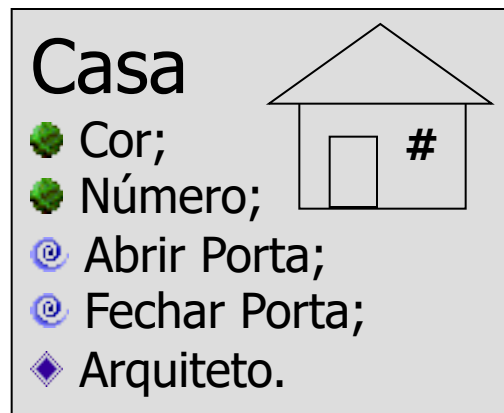 Casa
Cor;
#
Número;
Abrir Porta;
Fechar Porta;
Arquiteto.